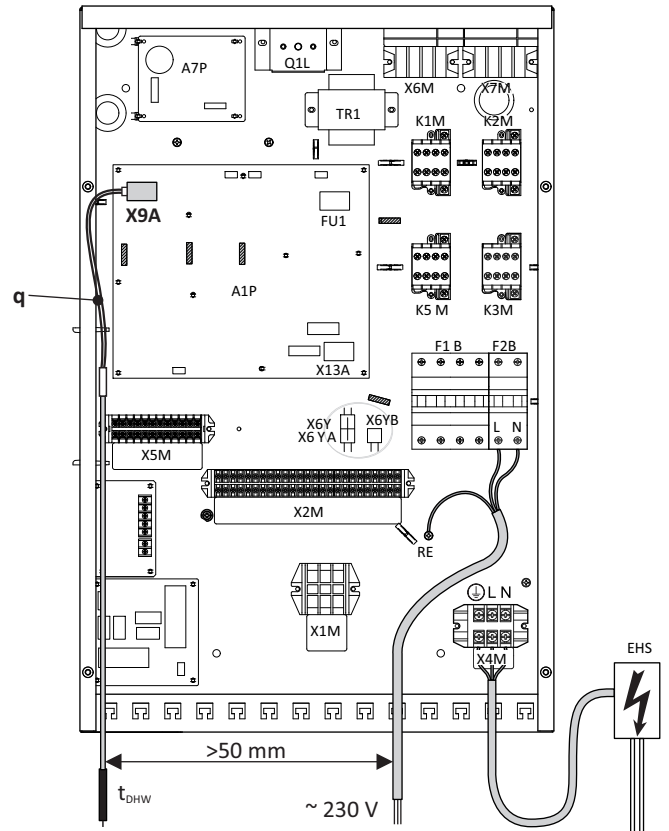 Q1L
A7P
X6M
X7M
TR1
K1M
K2M
X9A
FU1
q
A1P
K5 M
K3M
F1 B
F2B
X13A
X6Y
X6YB
X6 YA
L
N
X5M
X2M
RE
L N
X1M
X4M
EHS
>50 mm
tDHW
~ 230 V